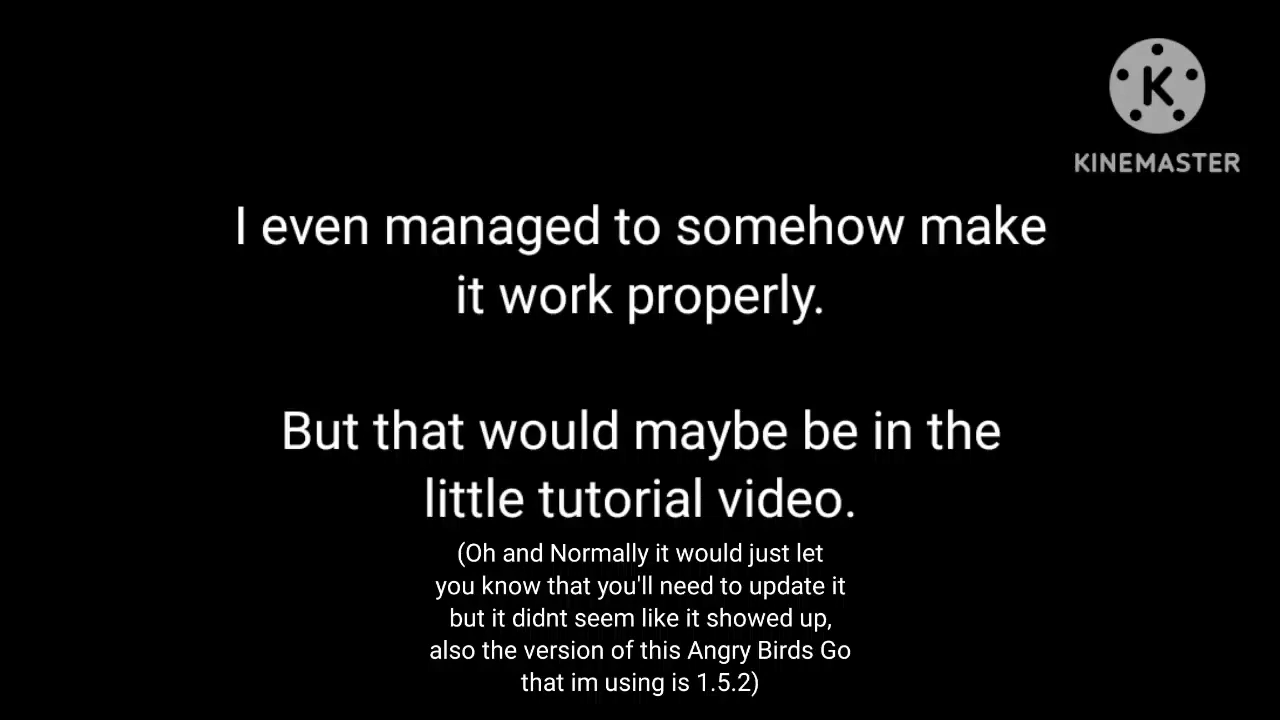 K
KINEMASTER
I even managed to somehow make
it work properly.
But that would maybe be in the
little tutorial video.
(Oh and Normally it would just let
you know that you'll need to update it
but it didnt seem like it showed up,
also the version of this Angry Birds Go
that im using is 1.5.2)